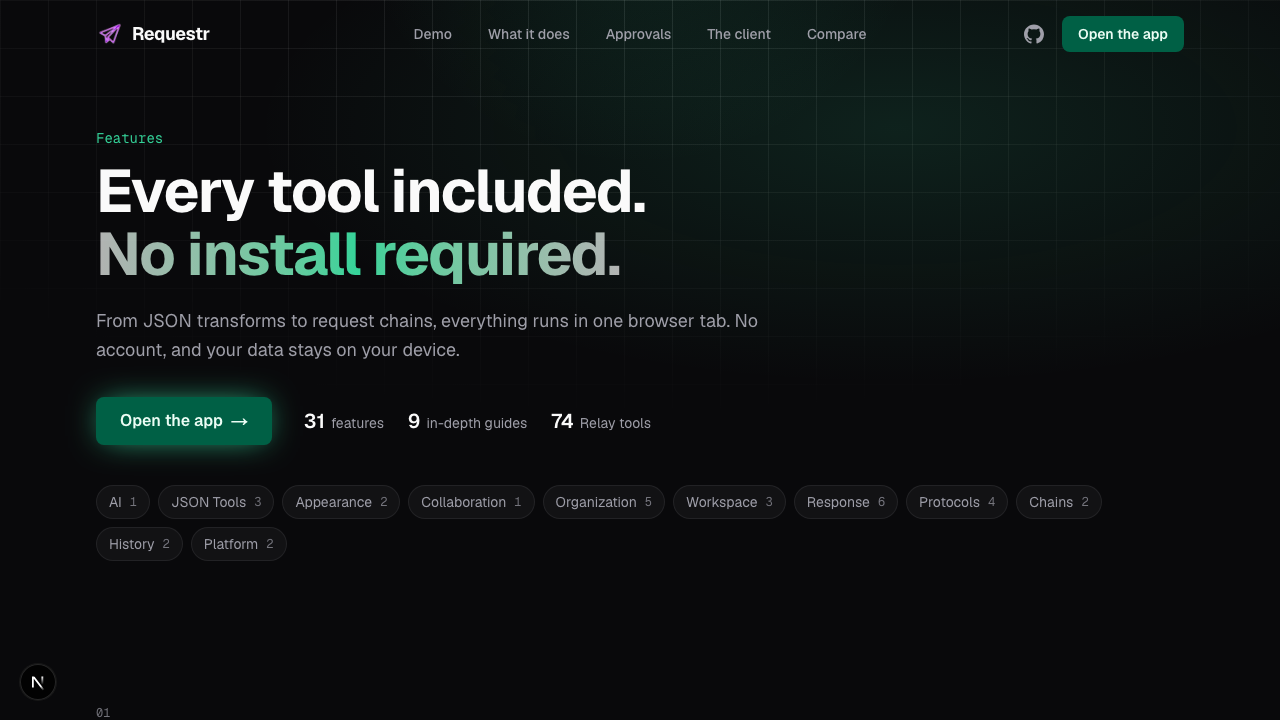 Requestr
Demo
What it does
Approvals
The client
Compare
Open the app
Features
Every tool included.
No install required.
From JSON transforms to request chains, everything runs in one browser tab. No
account, and your data stays on your device.
Open the app →
31 features
9 in-depth guides
74 Relay tools
AI 1
JSON Tools 3
Appearance 2
Collaboration 1
Organization 5
Workspace 3
Response 6
Protocols 4
Chains 2
History 2
Platform 2
N
01